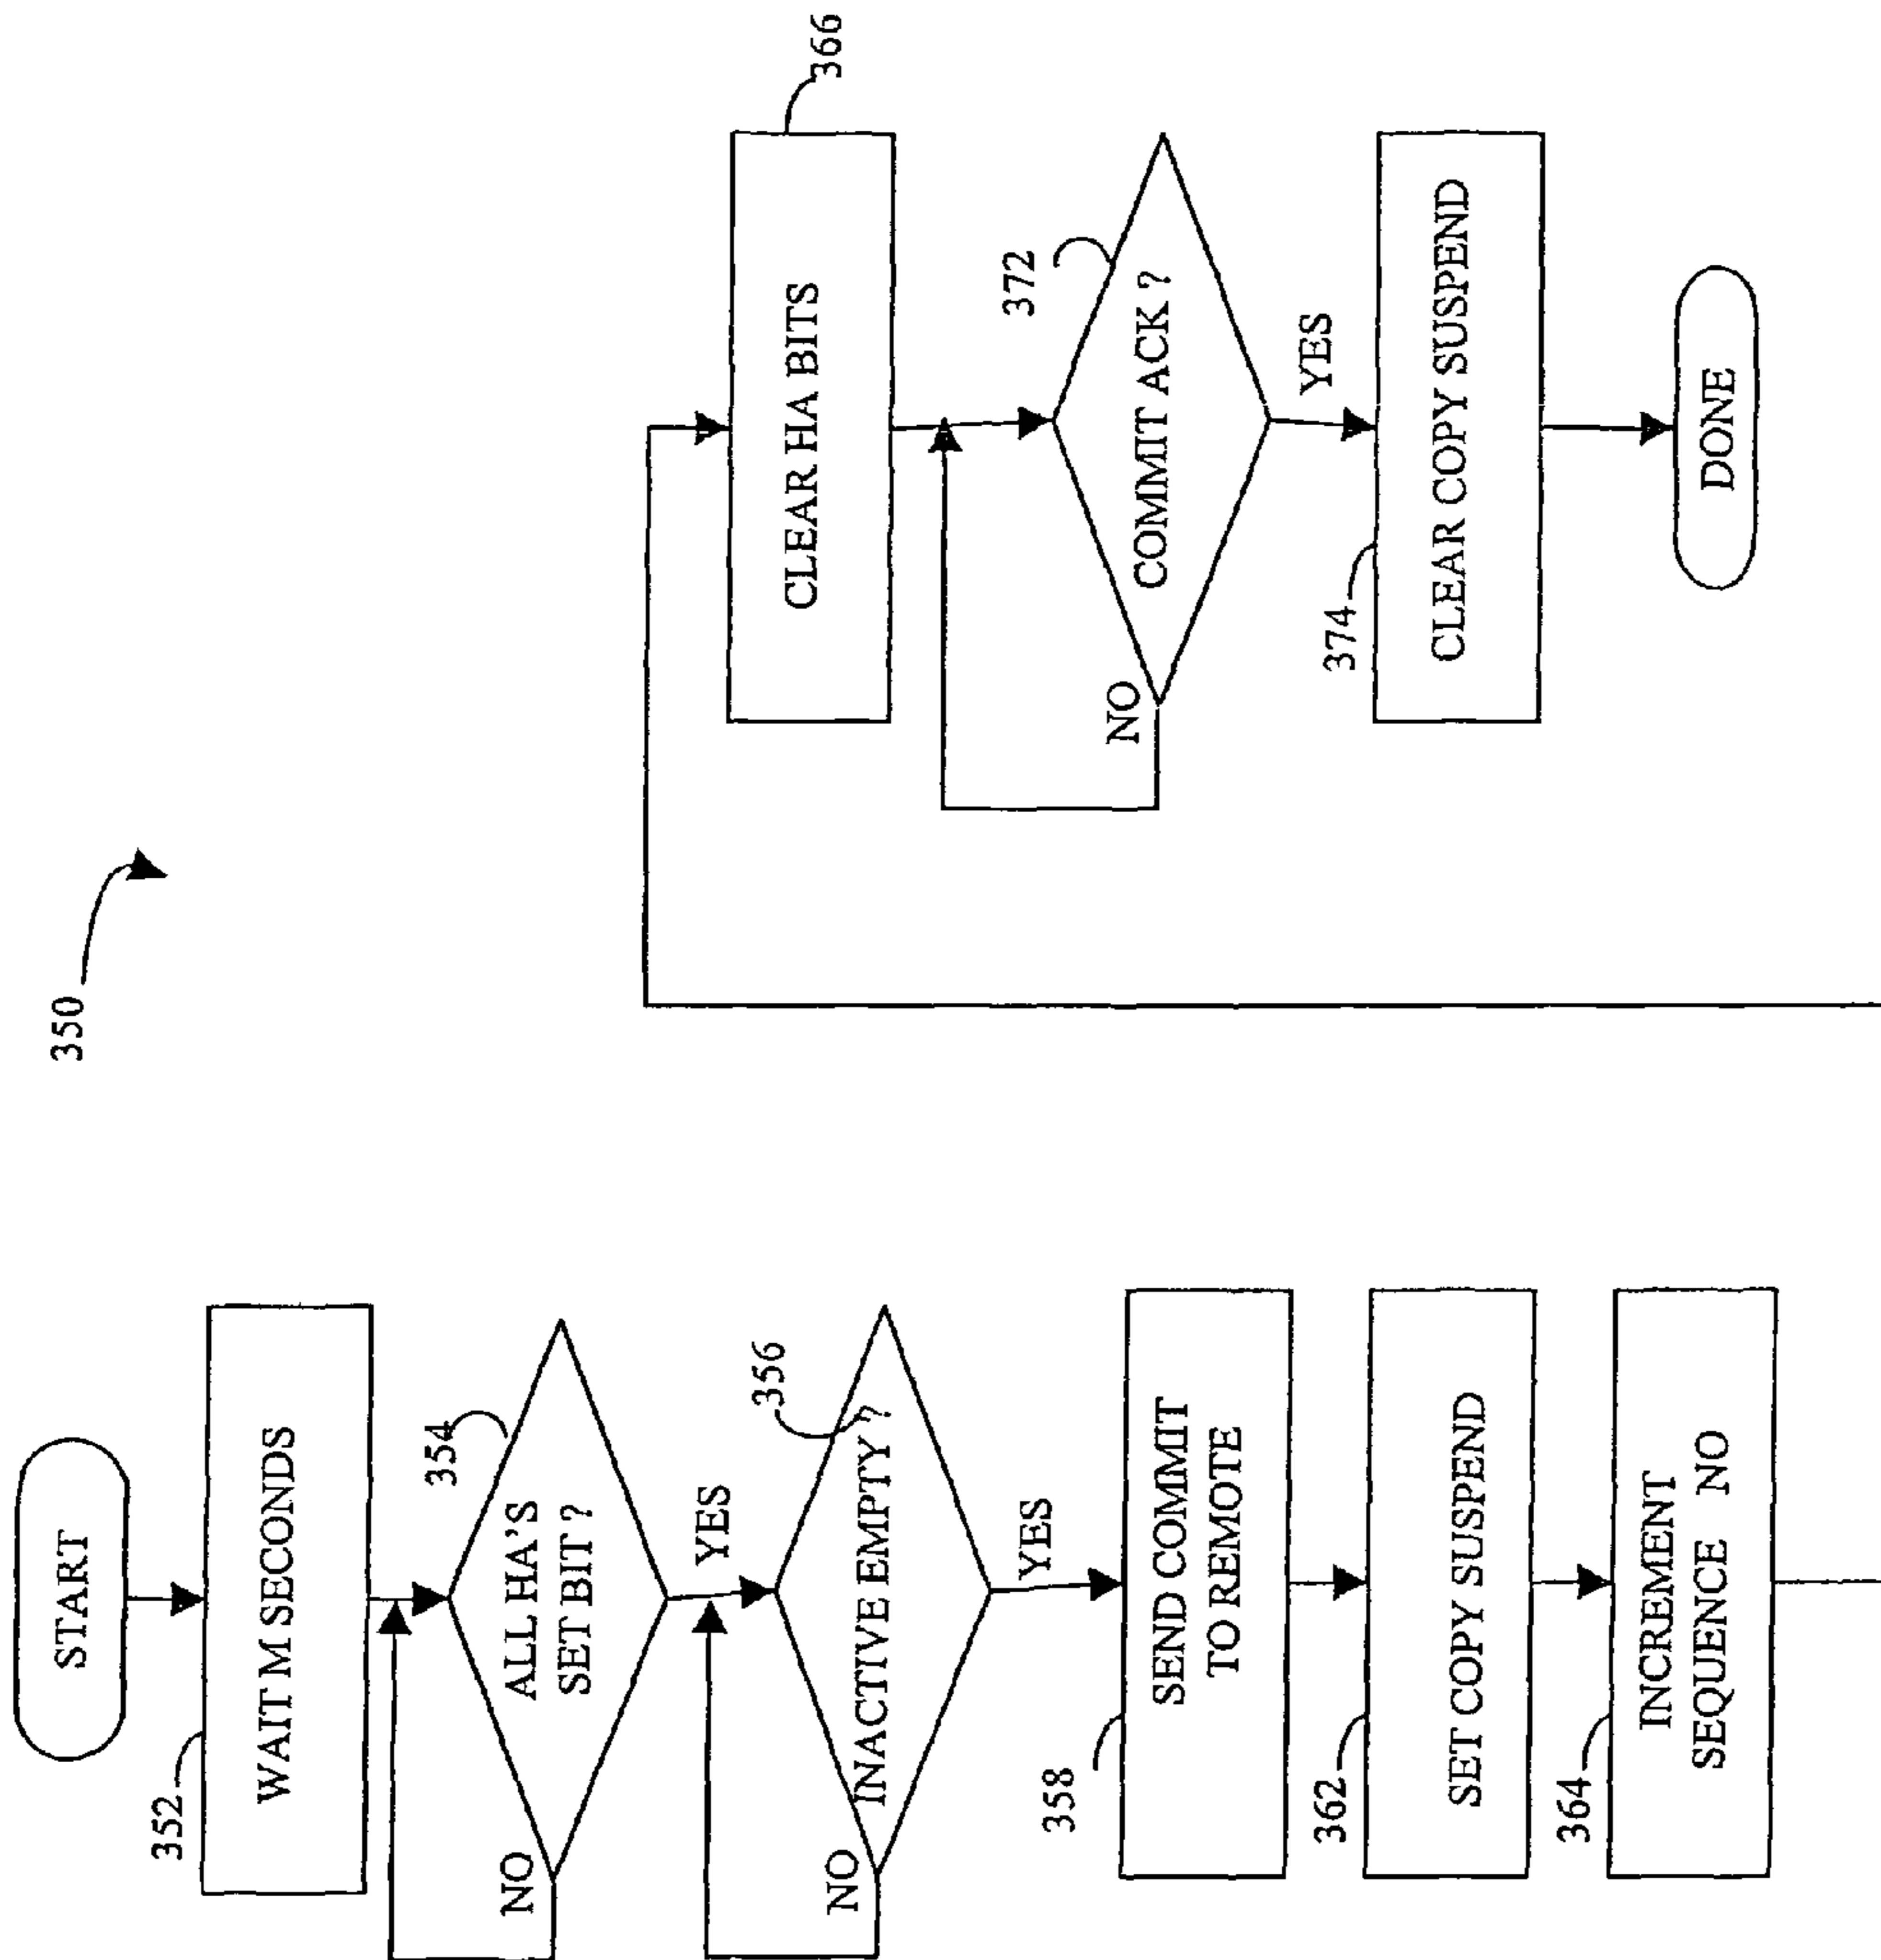 350
START
352
WAIT M SECONDS
354
ALL HA'S
SET BIT ?
NO
YES
356
INACTIVE EMPTY ?
NO
YES
358
SEND COMMIT
TO REMOTE
362
SET COPY SUSPEND
364
INCREMENT
SEQUENCE NO
366
CLEAR HA BITS
372
COMMIT ACK ?
NO
YES
374
CLEAR COPY SUSPEND
DONE